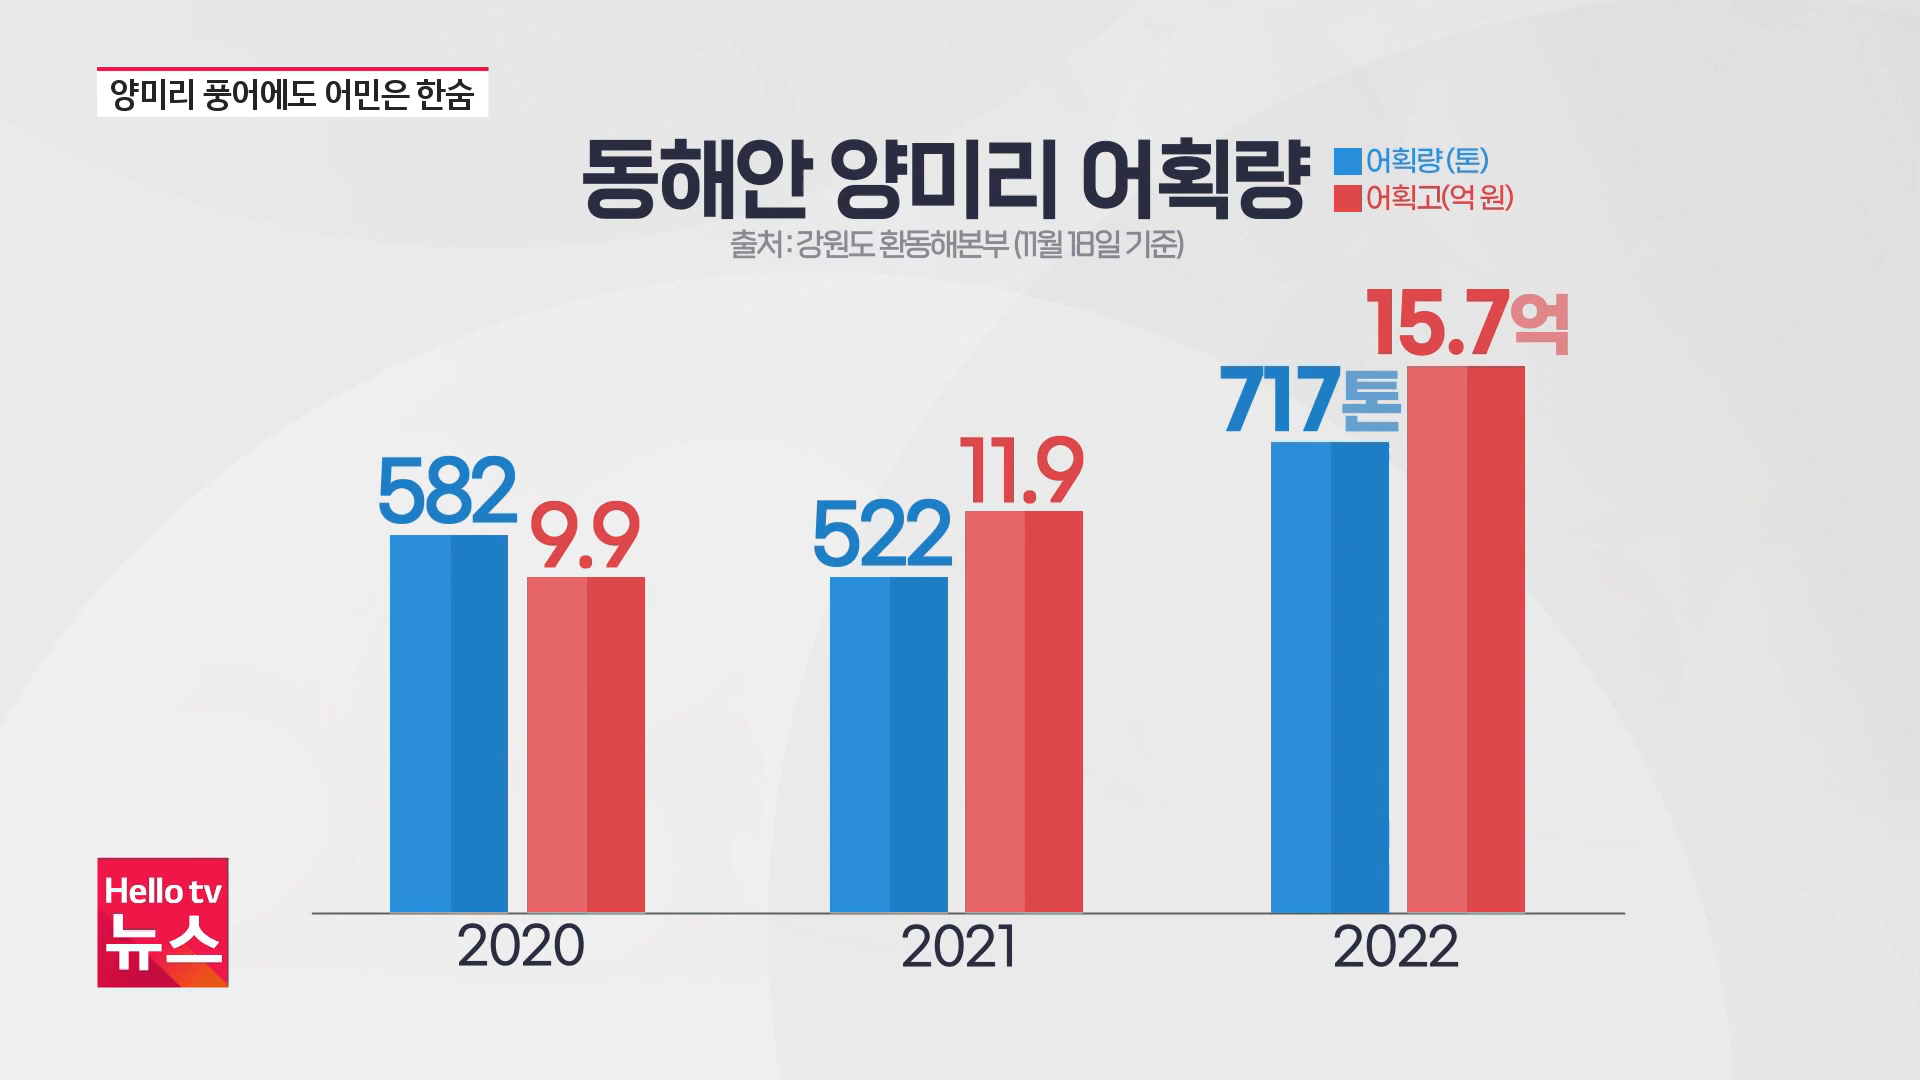 양미리 풍어에도 어민은 한숨
동해안 양미리 어획량
어획량(톤)
어획고(억 원)
출처 : 강원도 환동해본부 (11월 18일 기준)
582
9.9
522
11.9
717톤
15.7억
2020
2021
2022
Hello tv
뉴스